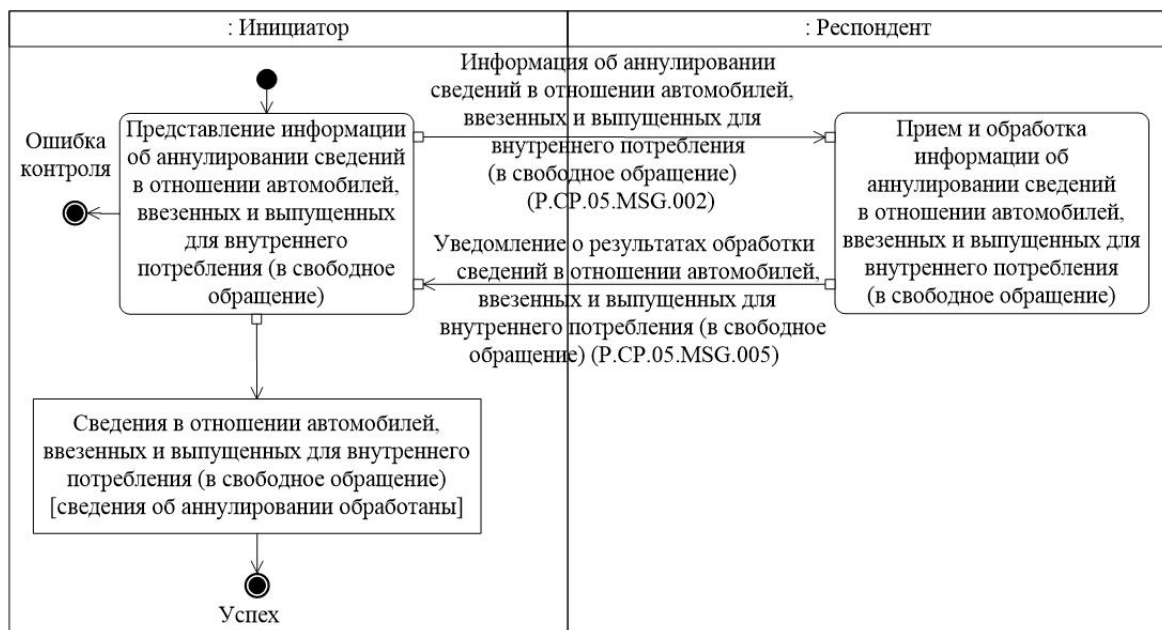 : Инициатор
: Респондент
Информация об аннулировании
сведений в отношении автомобилей,
ввезенных и выпущенных для
внутреннего потребления
(в свободное обращение)
(P.CP.05.MSG.002)
Ошибка
контроля
Представление информации
об аннулировании сведений
в отношении автомобилей,
ввезенных и выпущенных
для внутреннего
потребления (в свободное
обращение)
Прием и обработка
информации об
аннулировании сведений
в отношении автомобилей,
ввезенных и выпущенных для
внутреннего потребления
(в свободное обращение)
Уведомление о результатах обработки
сведений в отношении автомобилей,
ввезенных и выпущенных для
внутреннего потребления (в свободное
обращение) (P.CP.05.MSG.005)
Сведения в отношении автомобилей,
ввезенных и выпущенных для внутреннего
потребления (в свободное обращение)
[сведения об аннулировании обработаны]
Успех